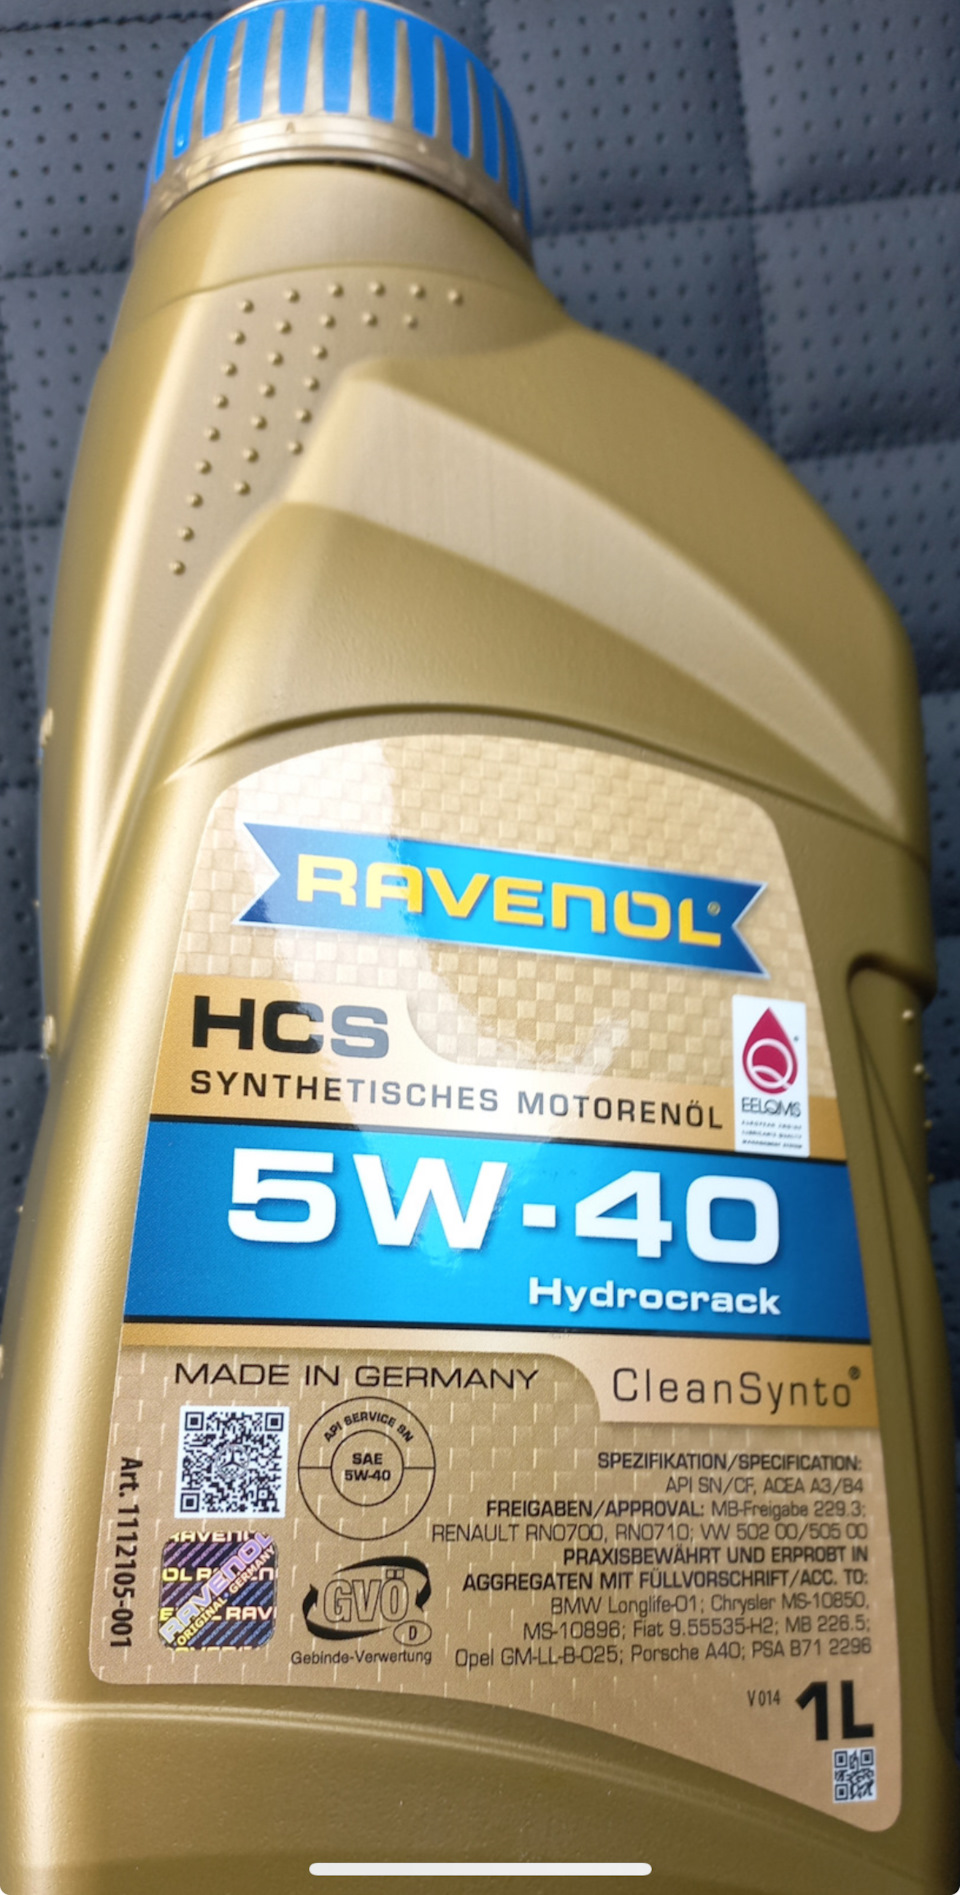 RAVENOL®
HCS
SYNTHETISCHES MOTORENÖL
EELQMS
5W-40
Hydrocrack
MADE IN GERMANY
CleanSynto®
API SERVICE SN
SAE
5W-40
SPEZIFIKATION/SPECIFICATION:
API SN/CF, ACEA A3/B4
FREIGABEN/APPROVAL: MB-Freigabe 229.3;
RENAULT RN0700, RN0710; VW 502 00/505 00
PRAXISBEWÄHRT UND ERPROBT IN
AGGREGATEN MIT FÜLLVORSCHRIFT/ACC. TO:
BMW Longlife-01; Chrysler MS-10850,
MS-10896; Fiat 9.55535-H2; MB 226.5;
Opel GM-LL-B-025; Porsche A40; PSA B71 2296
Art. 1112105-001
RAVENOL
ORIGINAL • GERMANY
GVÖ
D
Gebinde-Verwertung
V014
1L